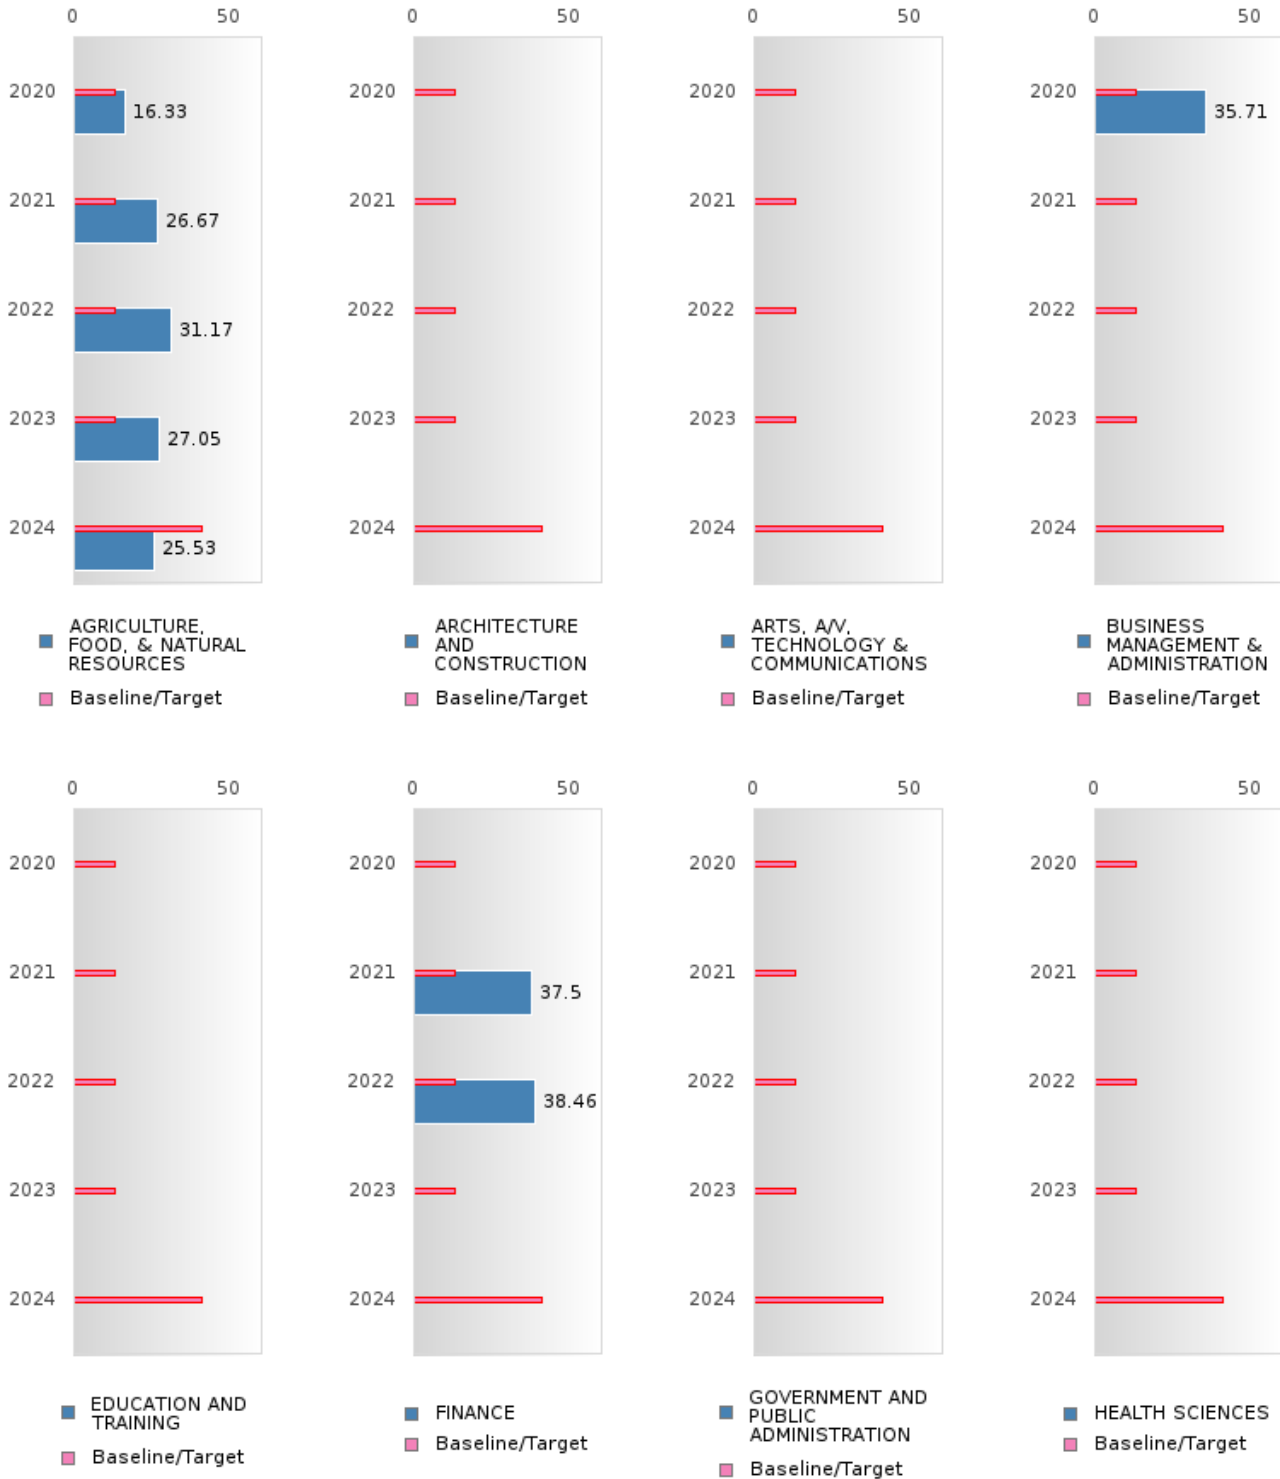 0 50
2020 16.33
2021 26.67
2022 31.17
2023 27.05
2024 25.53
AGRICULTURE,
FOOD, & NATURAL
RESOURCES
Baseline/Target
0 50
2020
2021
2022
2023
2024
ARCHITECTURE
AND
CONSTRUCTION
Baseline/Target
0 50
2020
2021
2022
2023
2024
ARTS, A/V,
TECHNOLOGY &
COMMUNICATIONS
Baseline/Target
0 50
2020 35.71
2021
2022
2023
2024
BUSINESS
MANAGEMENT &
ADMINISTRATION
Baseline/Target
0 50
2020
2021
2022
2023
2024
EDUCATION AND
TRAINING
Baseline/Target
0 50
2020
2021 37.5
2022 38.46
2023
2024
FINANCE
Baseline/Target
0 50
2020
2021
2022
2023
2024
GOVERNMENT AND
PUBLIC
ADMINISTRATION
Baseline/Target
0 50
2020
2021
2022
2023
2024
HEALTH SCIENCES
Baseline/Target